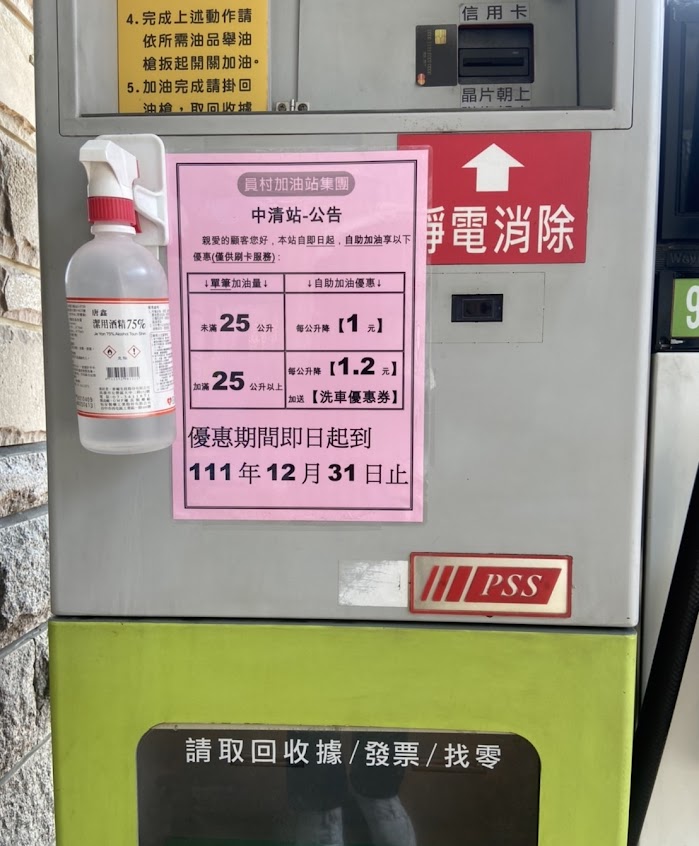 4.完成上述動作請
依所需油品舉油
槍扳起開關加油。
5.加油完成請掛回
油槍，取回收據
信用卡
晶片朝上
員村加油站集團
中清站-公告
親愛的顧客您好，本站自即日起，自助加油享以下
優惠(僅供刷卡服務)：
↓單筆加油量↓ ↓自助加油優惠↓
未滿25公升 每公升降【1元】
加滿25公升以上 每公升降【1.2元】
加送【洗車優惠券】
優惠期間即日起到
111年12月31日止
靜電消除
唐鑫
潔用酒精75%
PSS
請取回收據/發票/找零
9